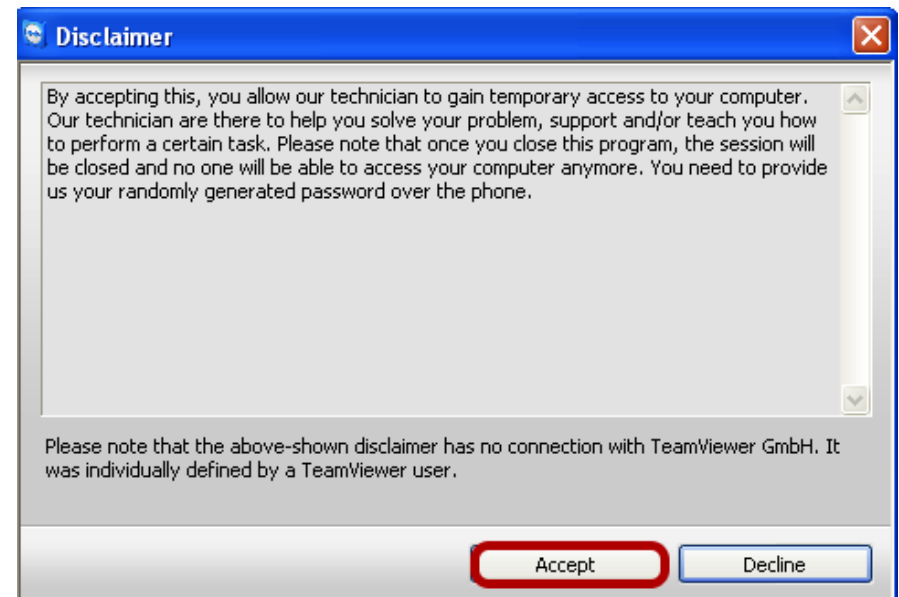 Disclaimer
By accepting this, you allow our technician to gain temporary access to your computer.
Our technician are there to help you solve your problem, support and/or teach you how
to perform a certain task. Please note that once you close this program, the session will
be closed and no one will be able to access your computer anymore. You need to provide
us your randomly generated password over the phone.
Please note that the above-shown disclaimer has no connection with TeamViewer GmbH. It
was individually defined by a TeamViewer user.
Accept
Decline